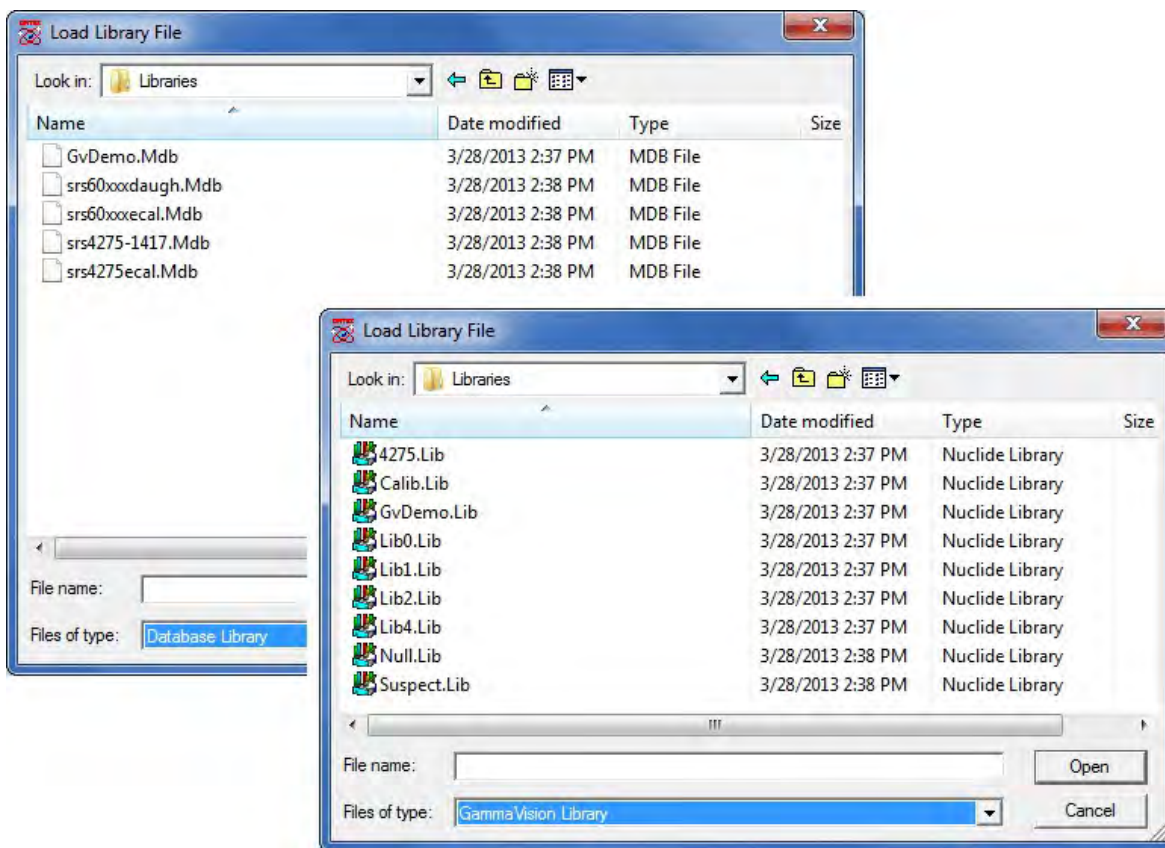 Load Library File
Look in: Libraries
Name Date modified Type Size
GvDemo.Mdb 3/28/2013 2:37 PM MDB File
srs60xxxdaugh.Mdb 3/28/2013 2:38 PM MDB File
srs60xxxecal.Mdb 3/28/2013 2:38 PM MDB File
srs4275-1417.Mdb 3/28/2013 2:38 PM MDB File
srs4275ecal.Mdb 3/28/2013 2:38 PM MDB File
File name:
Files of type: Database Library
Load Library File
Look in: Libraries
Name Date modified Type Size
4275.Lib 3/28/2013 2:37 PM Nuclide Library
Calib.Lib 3/28/2013 2:37 PM Nuclide Library
GvDemo.Lib 3/28/2013 2:37 PM Nuclide Library
Lib0.Lib 3/28/2013 2:37 PM Nuclide Library
Lib1.Lib 3/28/2013 2:37 PM Nuclide Library
Lib2.Lib 3/28/2013 2:37 PM Nuclide Library
Lib4.Lib 3/28/2013 2:37 PM Nuclide Library
Null.Lib 3/28/2013 2:38 PM Nuclide Library
Suspect.Lib 3/28/2013 2:38 PM Nuclide Library
File name: Open
Files of type: GammaVision Library Cancel